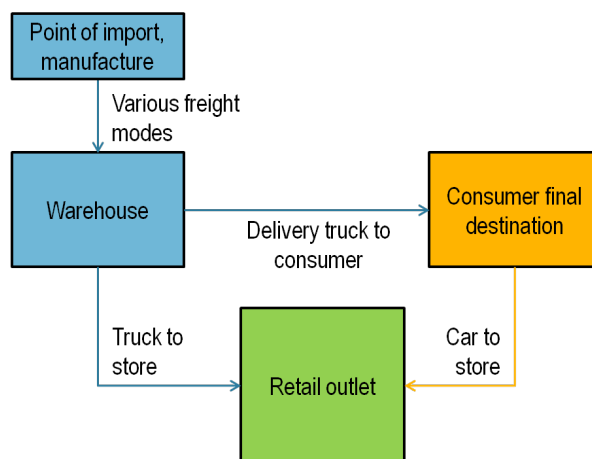 Point of import,
manufacture
Various freight
modes
Warehouse
Consumer final
destination
Delivery truck to
consumer
Truck to
store
Retail outlet
Car to
store